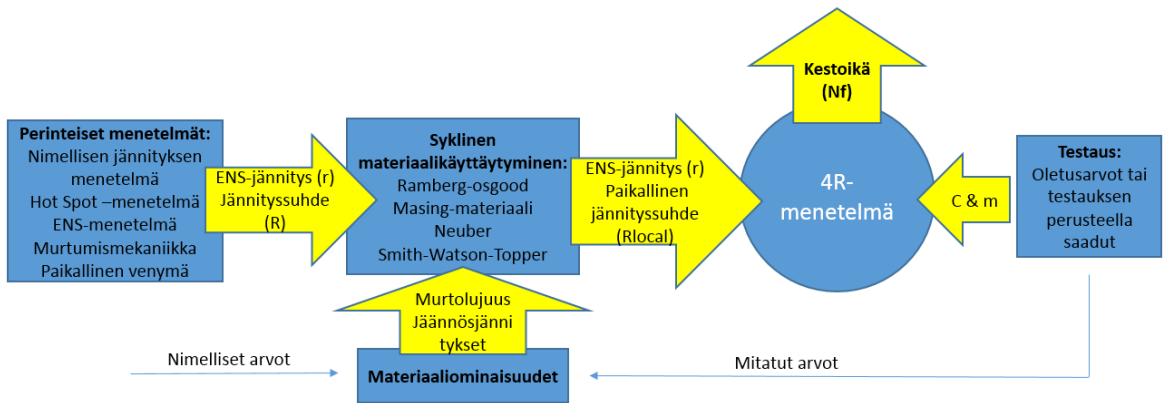 Kestoikä
(Nf)
Perinteiset menetelmät:
Nimellisen jännityksen
menetelmä
Hot Spot –menetelmä
ENS-menetelmä
Murtumismekaniikka
Paikallinen venymä
ENS-jännitys (r)
Jännityssuhde
(R)
Syklinen
materiaalikäyttäytyminen:
Ramberg-osgood
Masing-materiaali
Neuber
Smith-Watson-Topper
ENS-jännitys (r)
Paikallinen
jännityssuhde
(Rlocal)
4R-
menetelmä
C & m
Testaus:
Oletusarvot tai
testauksen
perusteella
saadut
Murtolujuus
Jäännösjänni
tykset
Nimelliset arvot
Materiaaliominaisuudet
Mitatut arvot